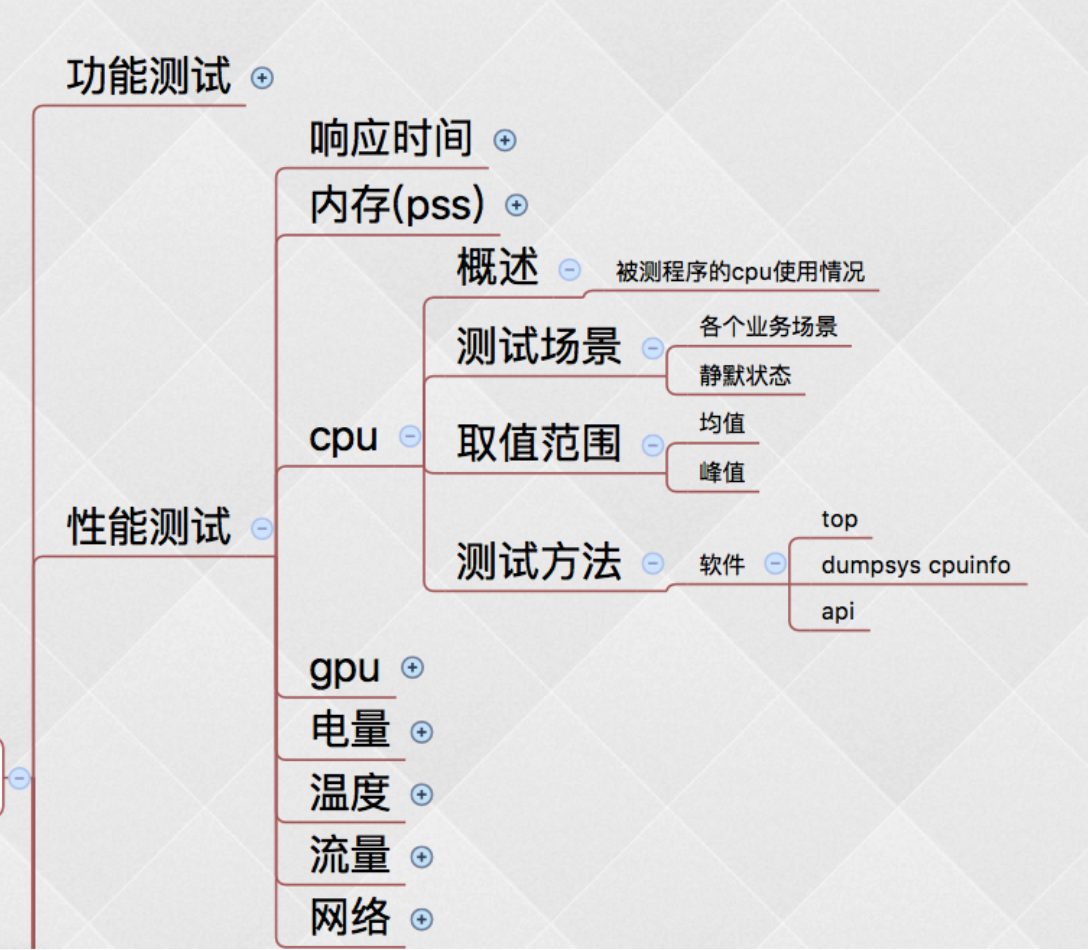 功能测试
响应时间
内存(pss)
概述
被测程序的cpu使用情况
测试场景
各个业务场景
静默状态
cpu
取值范围
均值
峰值
性能测试
测试方法
软件
top
dumpsys cpuinfo
api
gpu
电量
温度
流量
网络